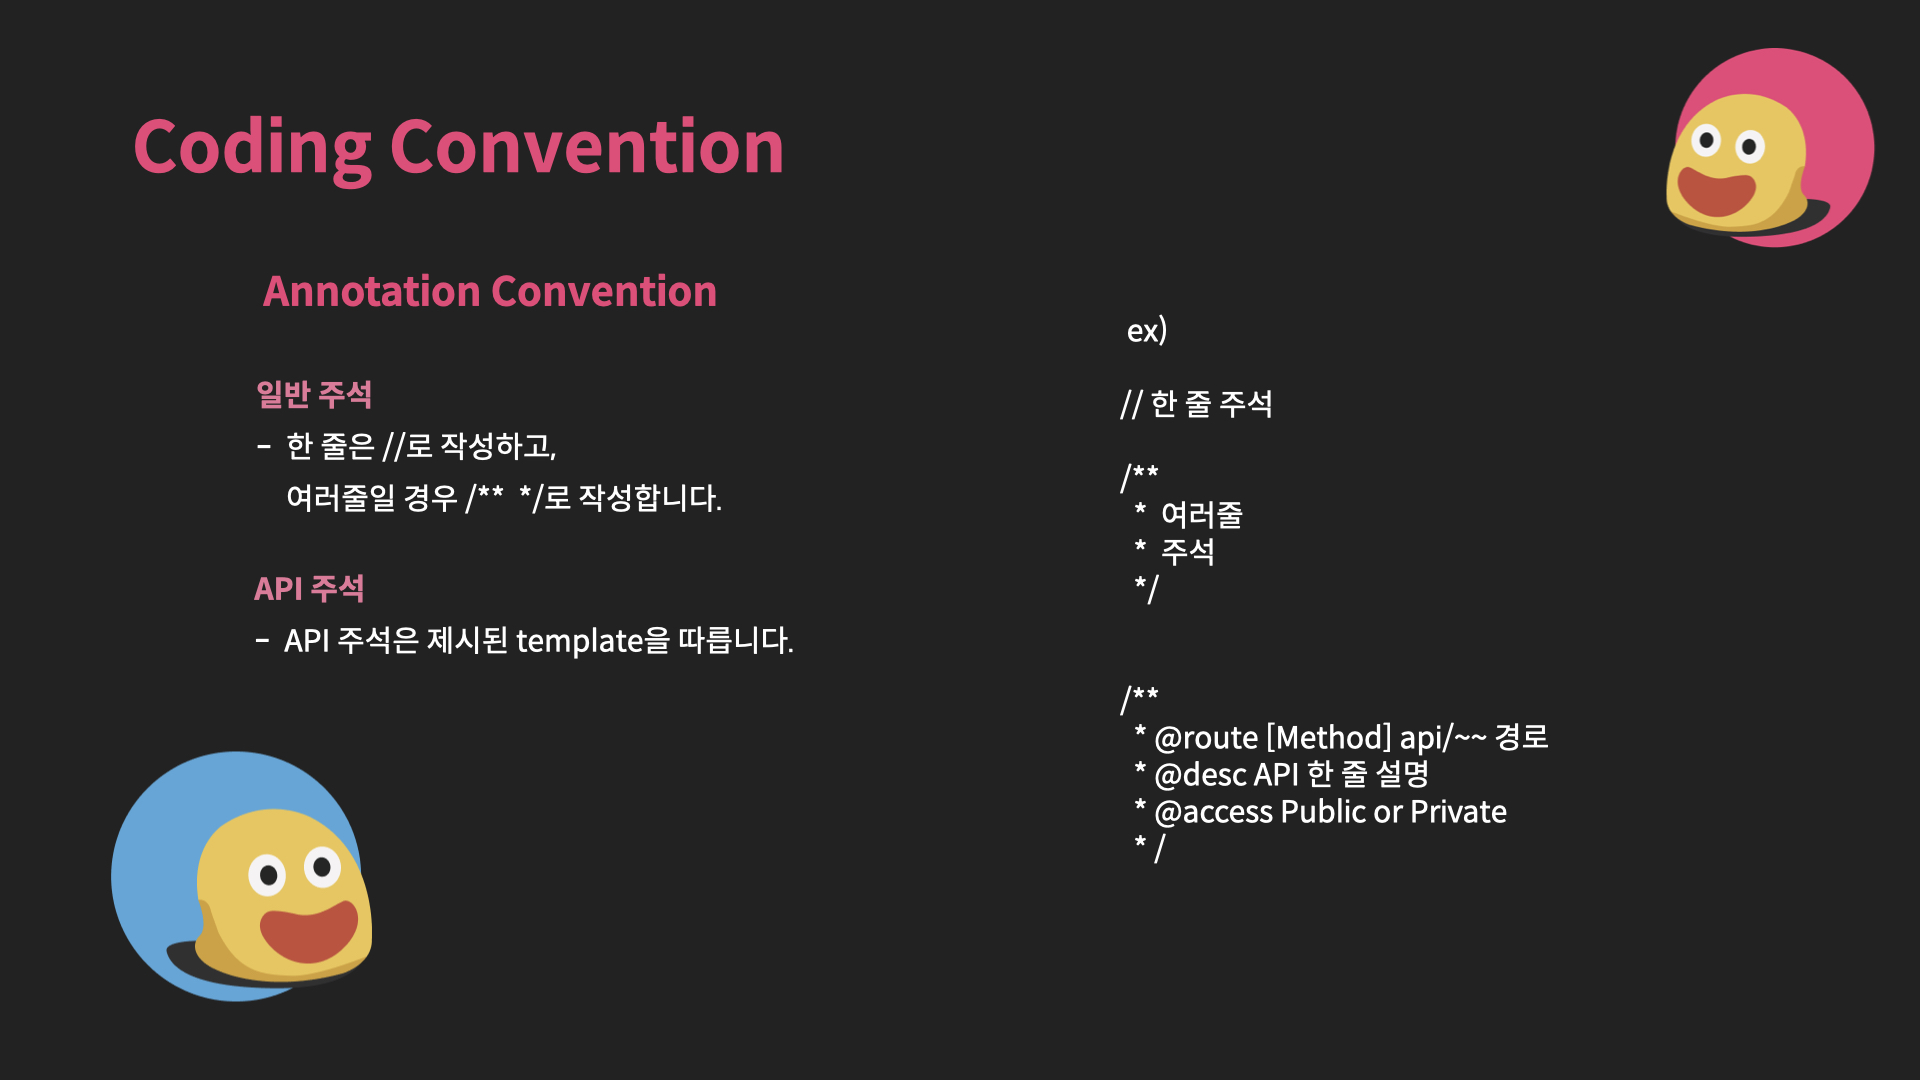 Coding Convention
Annotation Convention
일반 주석
- 한 줄은 //로 작성하고,
여러줄일 경우 /** */로 작성합니다.
API 주석
- API 주석은 제시된 template을 따릅니다.
ex)
// 한 줄 주석
/**
* 여러줄
* 주석
*/
/**
* @route [Method] api/~~ 경로
* @desc API 한 줄 설명
* @access Public or Private
* /